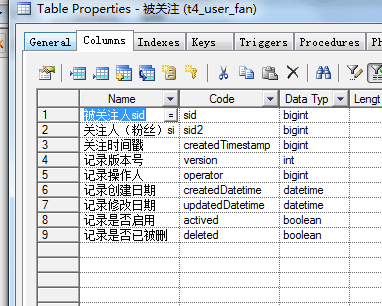 Table Properties - 被关注 (t4_user_fan)
General Columns Indexes Keys Triggers Procedures
Name Code Data Typ Lengt
1 被关注人sid = sid bigint
2 关注人（粉丝）si sid2 bigint
3 关注时间戳 createdTimestamp bigint
4 记录版本号 version int
5 记录操作人 operator bigint
6 记录创建日期 createdDatetime datetime
7 记录修改日期 updatedDatetime datetime
8 记录是否启用 actived boolean
9 记录是否已被删 deleted boolean